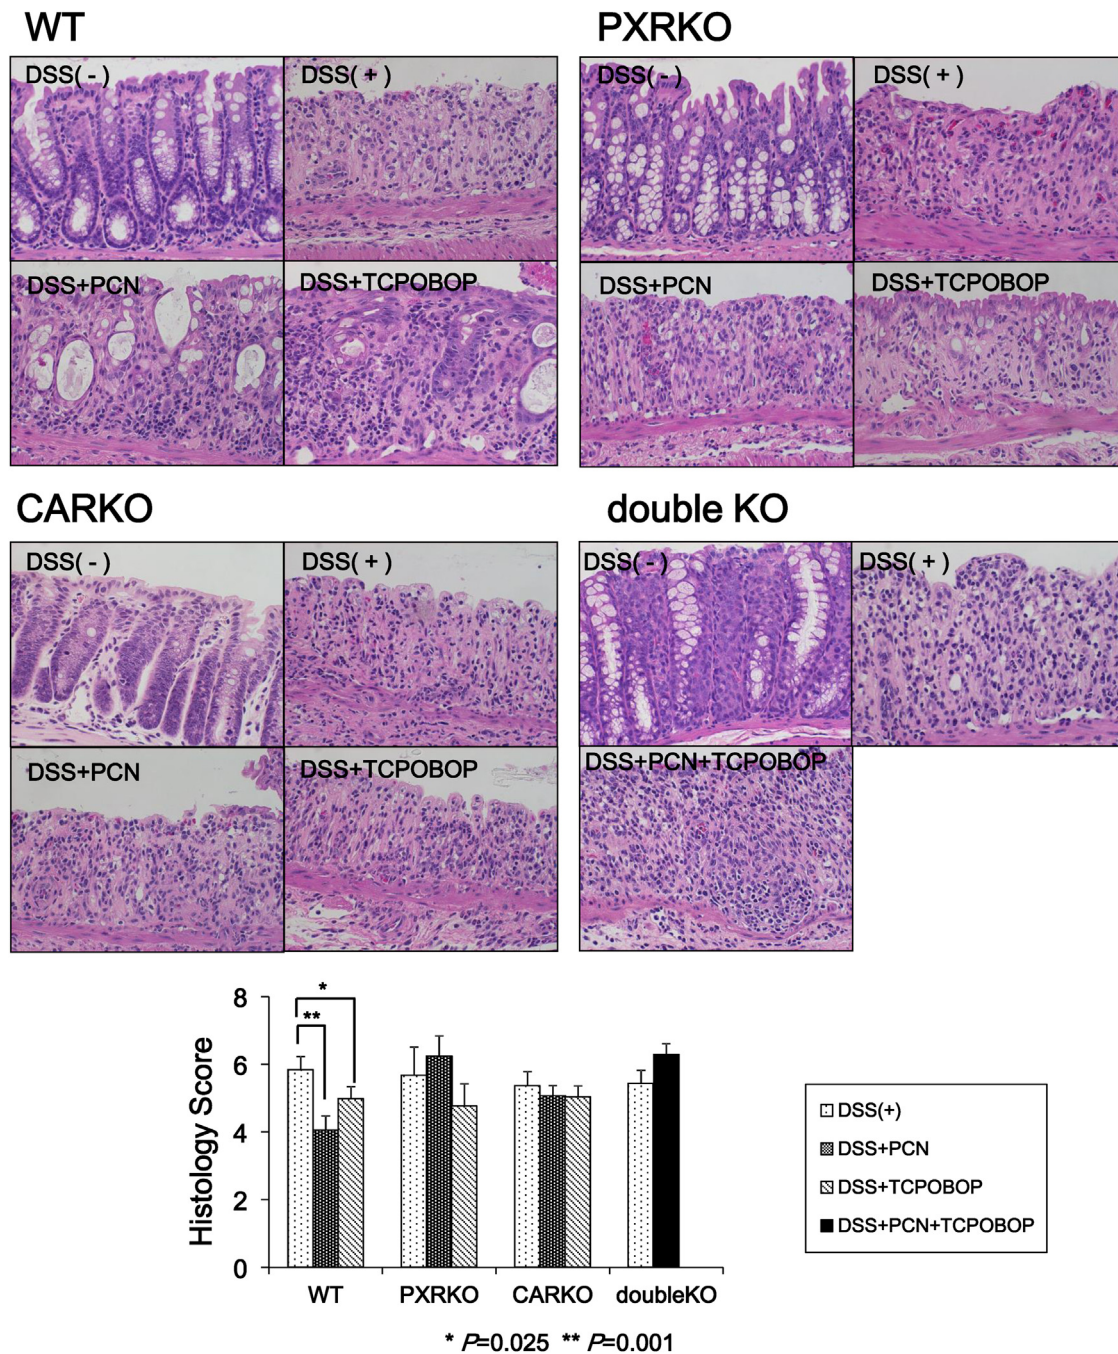 WT
PXRKO
DSS( - )
DSS( + )
DSS( - )
DSS( + )
DSS+PCN
DSS+TCPOBOP
DSS+PCN
DSS+TCPOBOP
CARKO
double KO
DSS( - )
DSS( + )
DSS( - )
DSS( + )
DSS+PCN
DSS+TCPOBOP
DSS+PCN+TCPOBOP
Histology Score
8
6
4
2
0
*
**
WT
PXRKO
CARKO
doubleKO
DSS(+)
DSS+PCN
DSS+TCPOBOP
DSS+PCN+TCPOBOP
* P=0.025 ** P=0.001